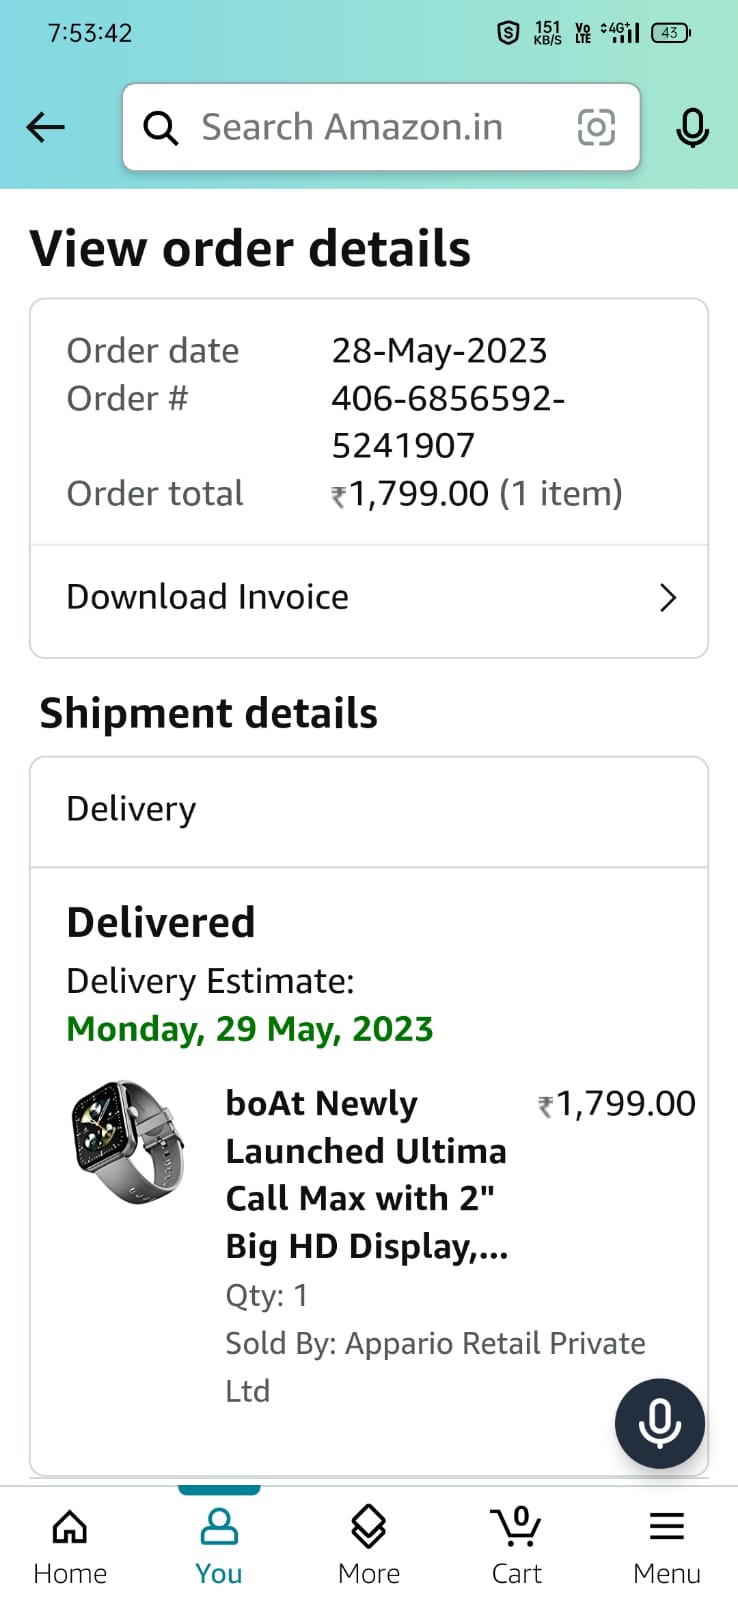 7:53:42
151 KB/S
Vo LTE
4G+
43
Search Amazon.in
View order details
Order date 28-May-2023
Order # 406-6856592-
5241907
Order total ₹1,799.00 (1 item)
Download Invoice
Shipment details
Delivery
Delivered
Delivery Estimate:
Monday, 29 May, 2023
boAt Newly ₹1,799.00
Launched Ultima
Call Max with 2"
Big HD Display,...
Qty: 1
Sold By: Appario Retail Private
Ltd
0
Home You More Cart Menu